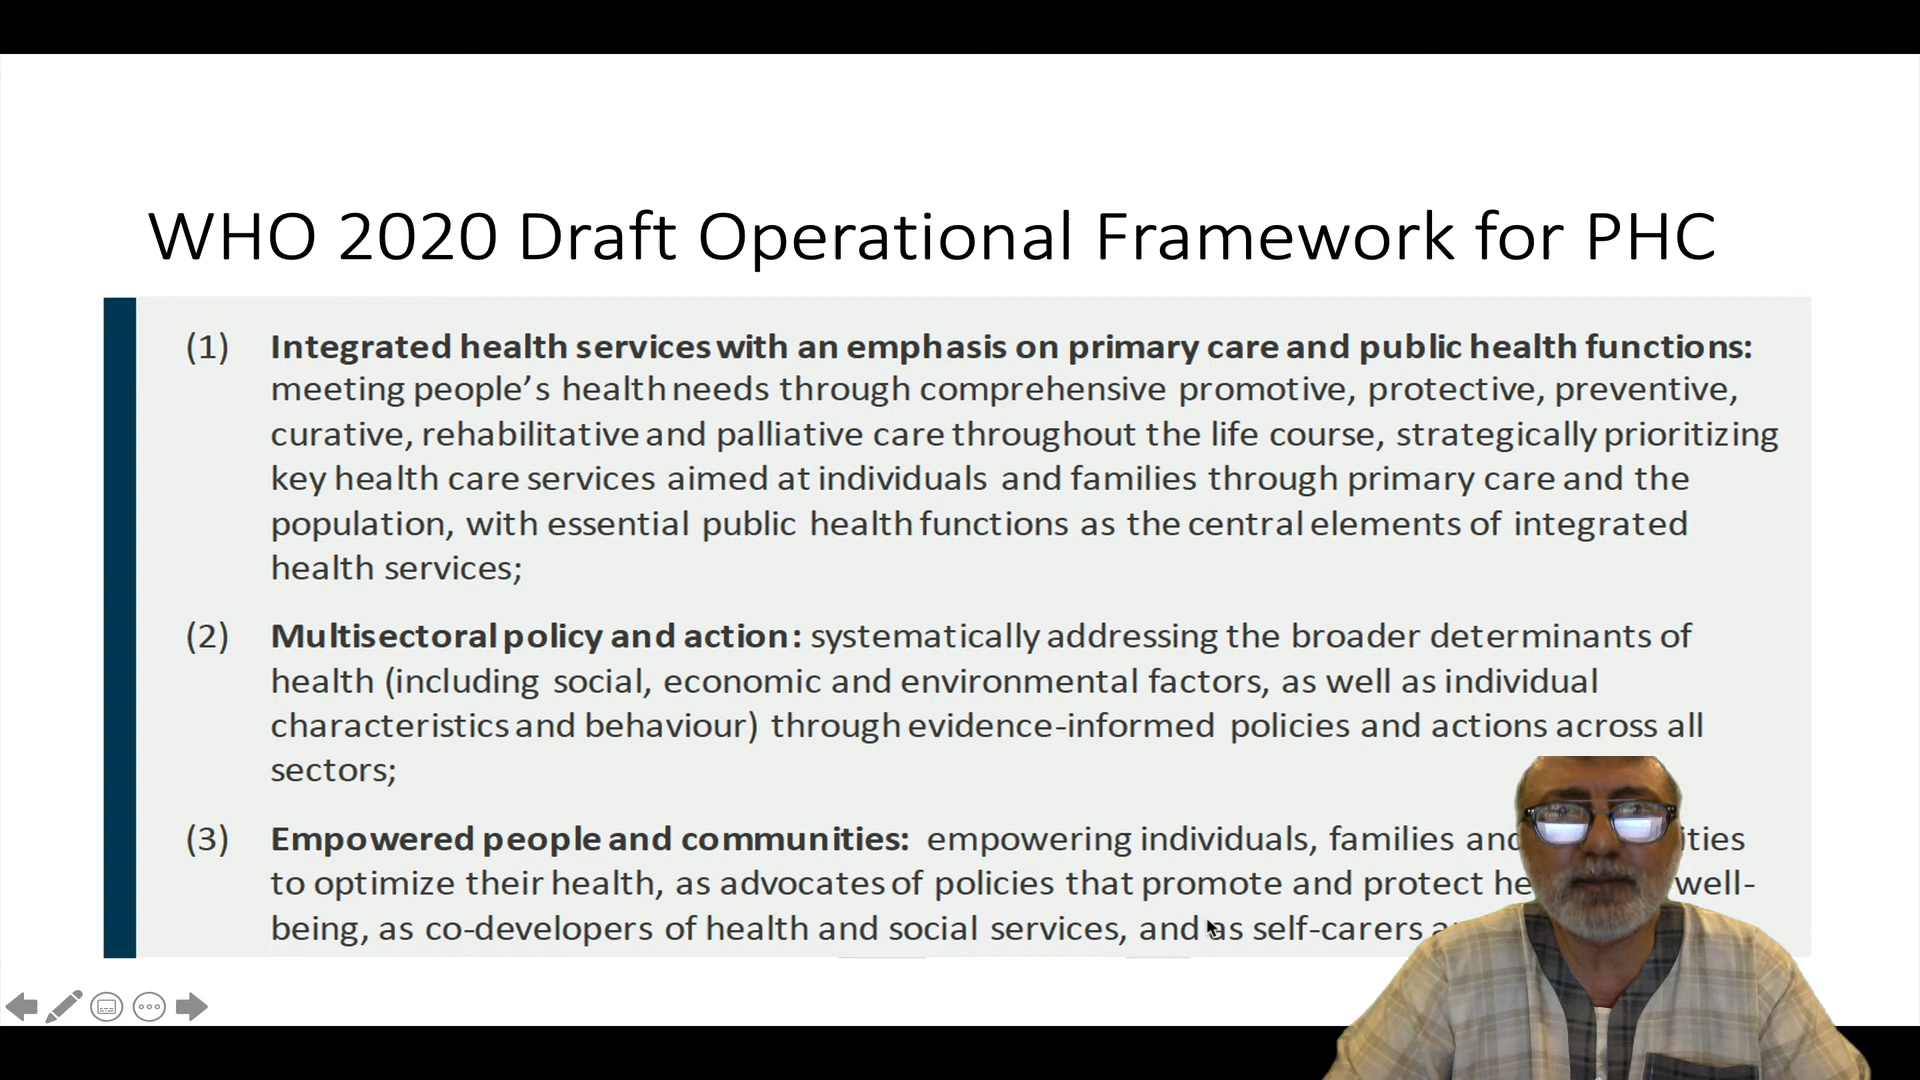 WHO 2020 Draft Operational Framework for PHC
(1) Integrated health services with an emphasis on primary care and public health functions:
meeting people’s health needs through comprehensive promotive, protective, preventive,
curative, rehabilitative and palliative care throughout the life course, strategically prioritizing
key health care services aimed at individuals and families through primary care and the
population, with essential public health functions as the central elements of integrated
health services;
(2) Multisectoral policy and action: systematically addressing the broader determinants of
health (including social, economic and environmental factors, as well as individual
characteristics and behaviour) through evidence-informed policies and actions across all
sectors;
(3) Empowered people and communities: empowering individuals, families
to optimize their health, as advocates of policies that promote and protect well-
being, as co-developers of health and social services, and as self-carers